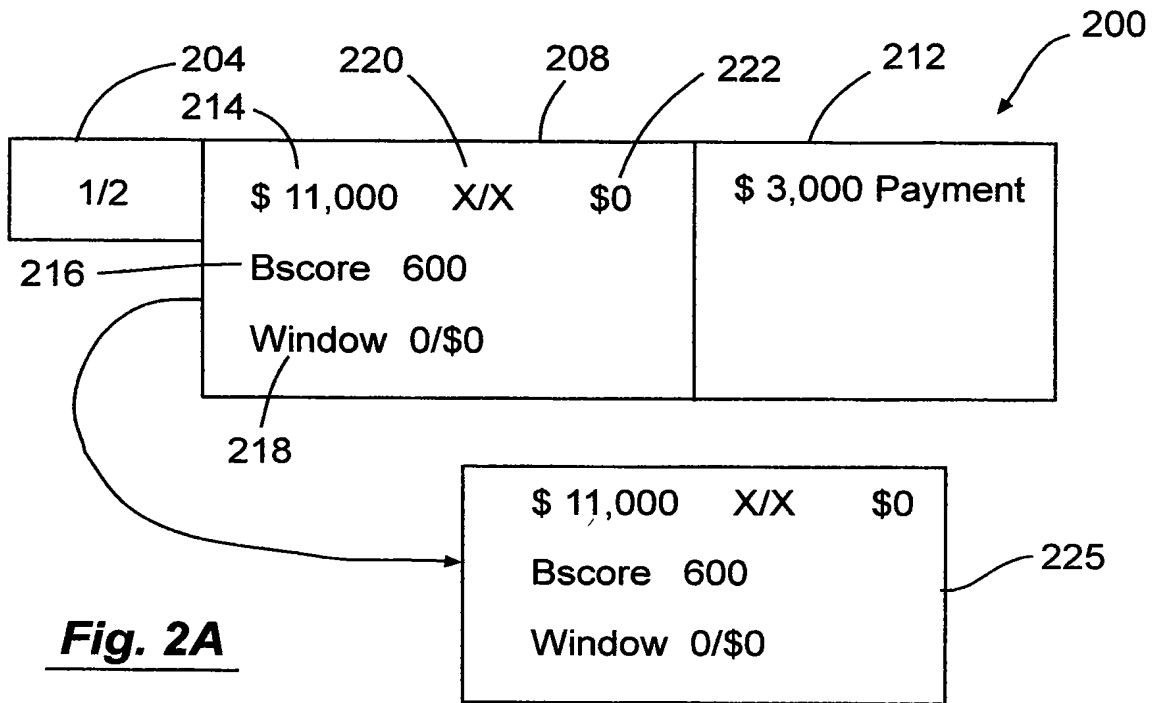 200
204 220 208 222 212
214
1/2
$ 11,000 X/X $0
$ 3,000 Payment
216
Bscore 600
Window 0/$0
218
$ 11,000 X/X $0
Bscore 600
225
Window 0/$0
Fig. 2A